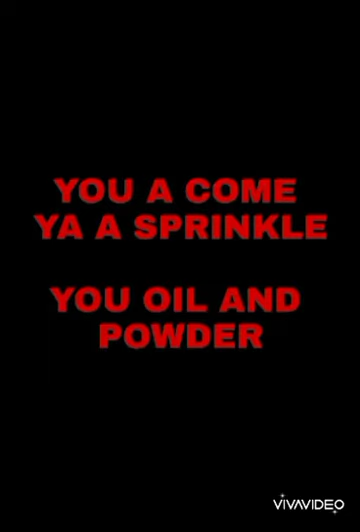 YOU A COME
YA A SPRINKLE
YOU OIL AND
POWDER
VIVAVIDEO